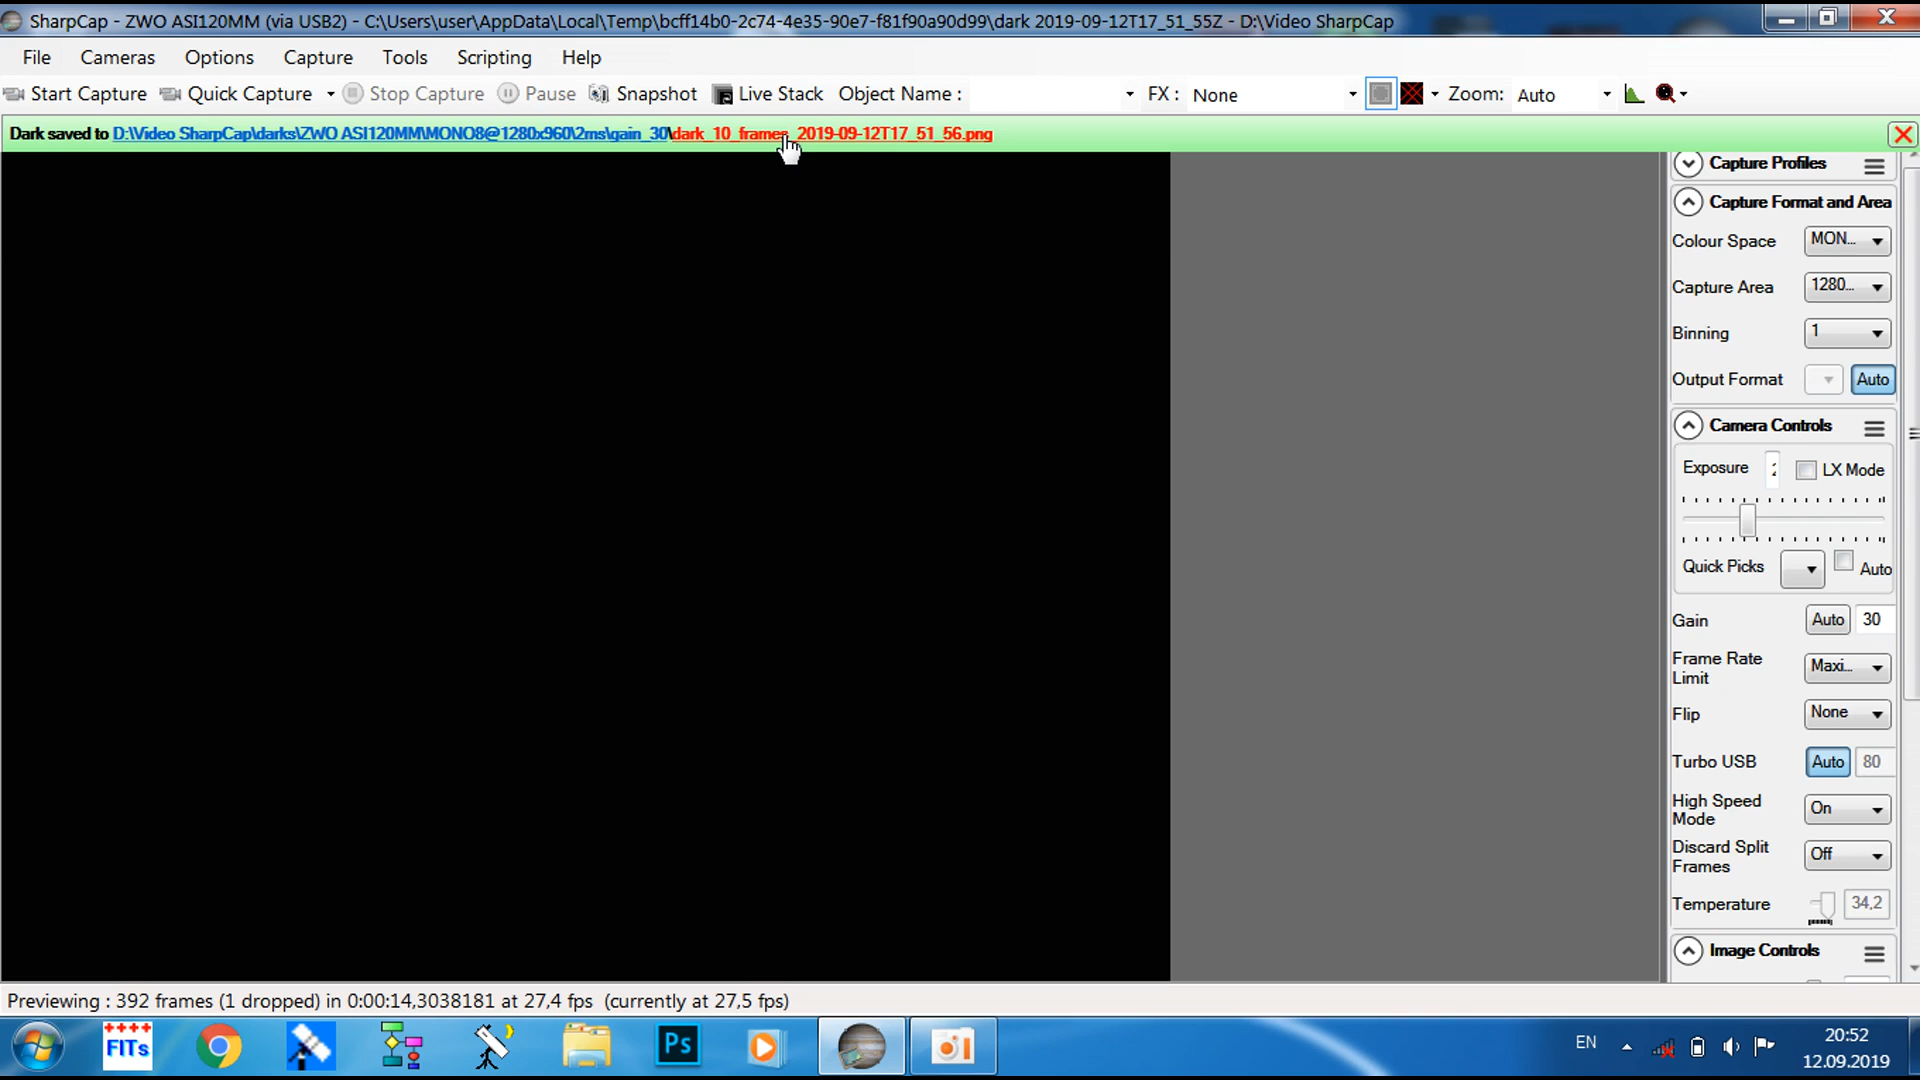 SharpCap - ZWO ASI120MM (via USB2) - C:\Users\user\AppData\Local\Temp\bcff14b0-2c74-4e35-90e7-f81f90a90d99\dark 2019-09-12T17_51_55Z - D:\Video SharpCap
File Cameras Options Capture Tools Scripting Help
Start Capture Quick Capture Stop Capture Pause Snapshot Live Stack Object Name : FX : None Zoom: Auto
Dark saved to D:\Video SharpCap\darks\ZWO ASI120MM\MONO8@1280x960\2ms\gain_30\dark_10_frames_2019-09-12T17_51_56.png
Capture Profiles
Capture Format and Area
Colour Space MON...
Capture Area 1280...
Binning 1
Output Format Auto
Camera Controls
Exposure LX Mode
Quick Picks Auto
Gain Auto 30
Frame Rate Limit Maxi...
Flip None
Turbo USB Auto 80
High Speed Mode On
Discard Split Frames Off
Temperature 34,2
Image Controls
Previewing : 392 frames (1 dropped) in 0:00:14,3038181 at 27,4 fps (currently at 27,5 fps)
FITs
Ps
EN
20:52
12.09.2019